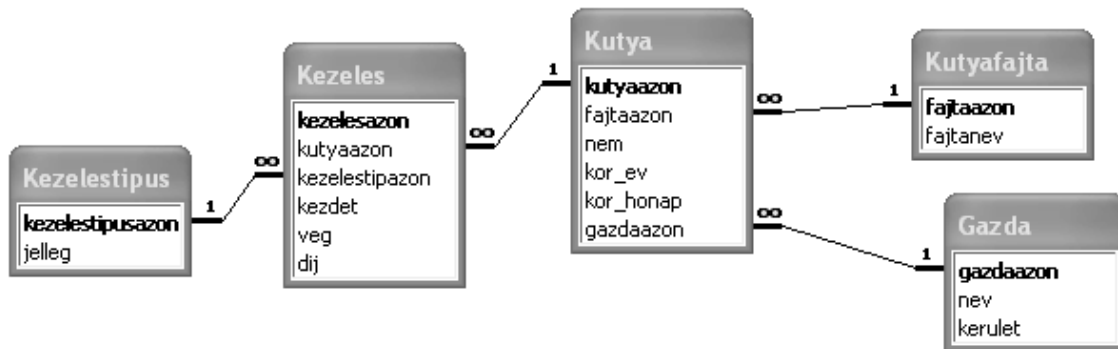 Kezelestipus
1
kezelestipusazon
jelleg
∞
Kezeles
kezelesazon
kutyaazon
kezelestipazon
kezdet
veg
dij
∞
1
Kutya
kutyaazon
fajtaazon
nem
kor_ev
kor_honap
gazdaazon
∞
∞
1
Kutyafajta
fajtaazon
fajtanev
1
Gazda
gazdaazon
nev
kerulet